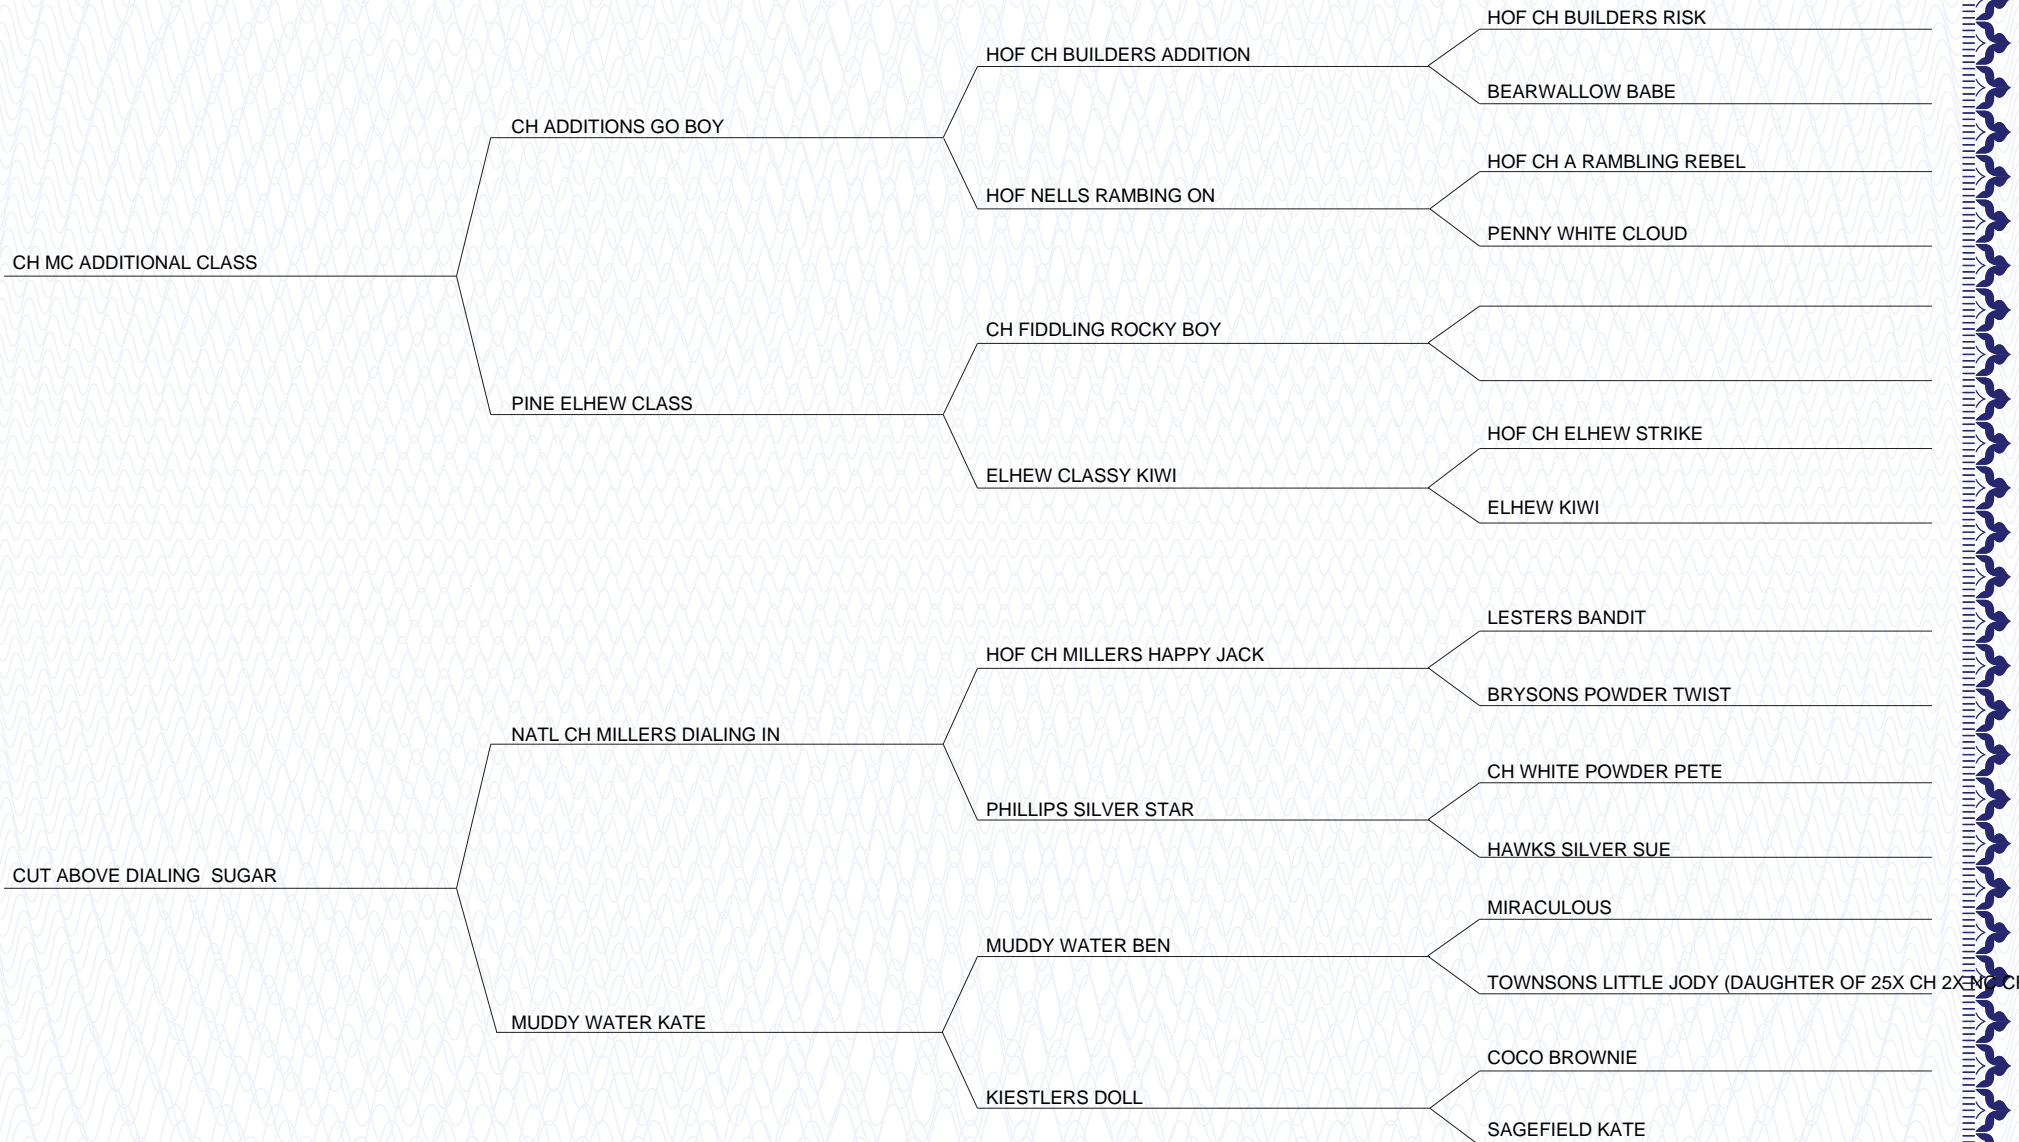 HOF CH BUILDERS RISK
HOF CH BUILDERS ADDITION
BEARWALLOW BABE
CH ADDITIONS GO BOY
HOF CH A RAMBLING REBEL
HOF NELLS RAMBING ON
PENNY WHITE CLOUD
CH MC ADDITIONAL CLASS
CH FIDDLING ROCKY BOY
PINE ELHEW CLASS
HOF CH ELHEW STRIKE
ELHEW CLASSY KIWI
ELHEW KIWI
LESTERS BANDIT
HOF CH MILLERS HAPPY JACK
BRYSONS POWDER TWIST
NATL CH MILLERS DIALING IN
CH WHITE POWDER PETE
PHILLIPS SILVER STAR
HAWKS SILVER SUE
CUT ABOVE DIALING  SUGAR
MIRACULOUS
MUDDY WATER BEN
TOWNSONS LITTLE JODY (DAUGHTER OF 25X CH 2X NC
MUDDY WATER KATE
COCO BROWNIE
KIESTLERS DOLL
SAGEFIELD KATE